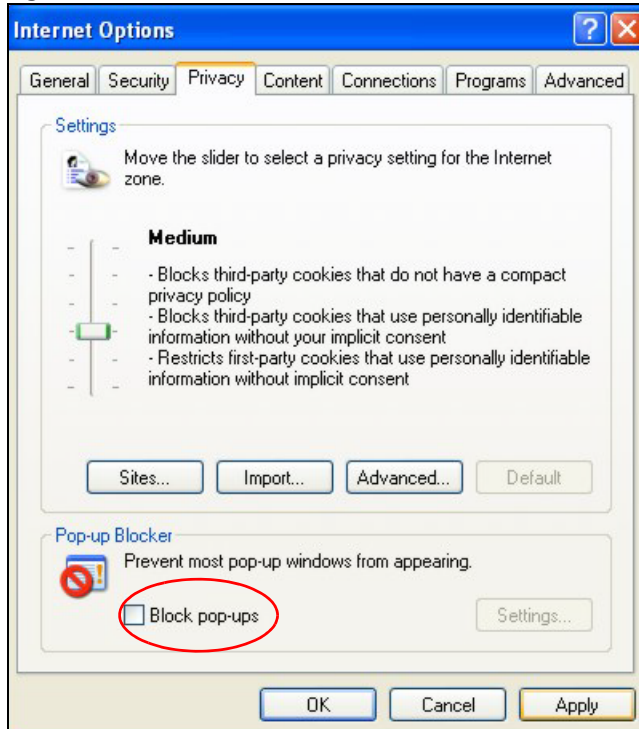 Internet Options
General Security Privacy Content Connections Programs Advanced
Settings
Move the slider to select a privacy setting for the Internet
zone.
Medium
- Blocks third-party cookies that do not have a compact
privacy policy
- Blocks third-party cookies that use personally identifiable
information without your implicit consent
- Restricts first-party cookies that use personally identifiable
information without implicit consent
Sites... Import... Advanced... Default
Pop-up Blocker
Prevent most pop-up windows from appearing.
Block pop-ups Settings...
OK Cancel Apply